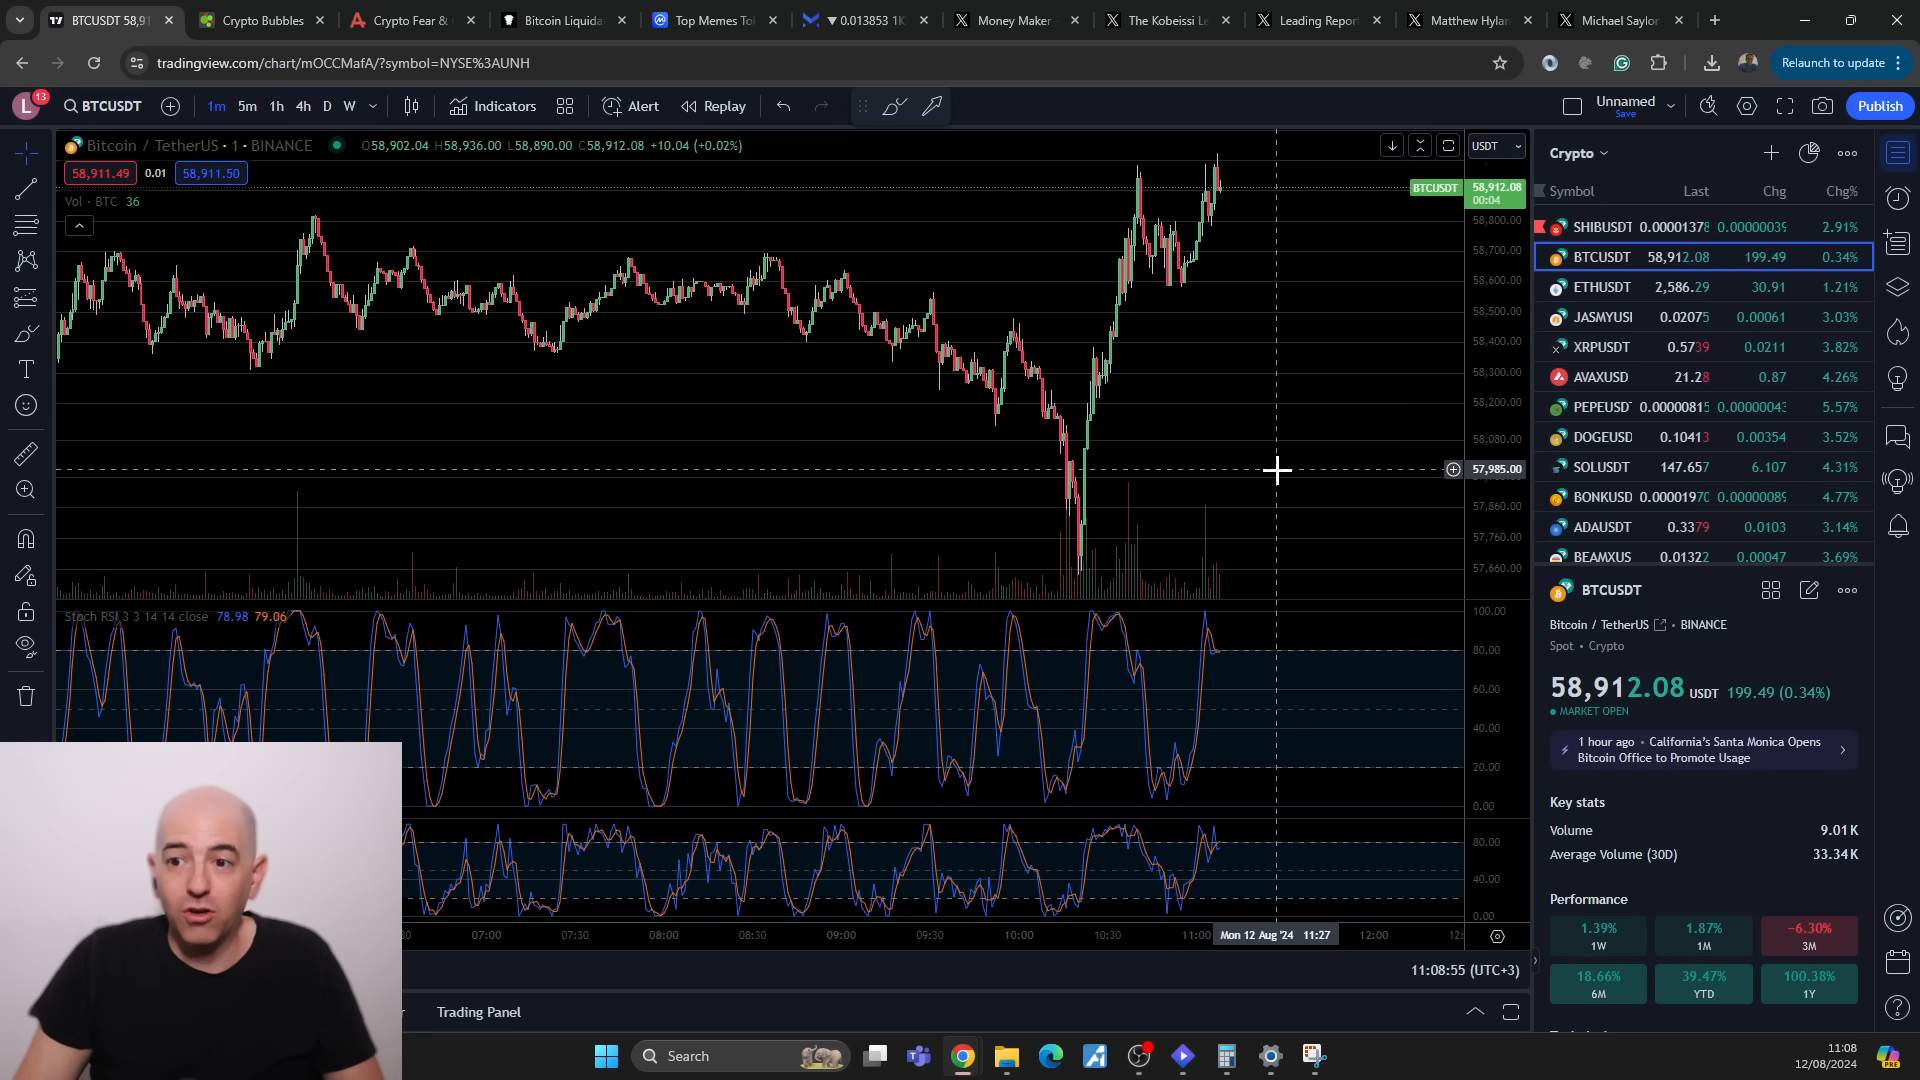 BTCUSDT 58,91
Crypto Bubbles
Crypto Fear &
Bitcoin Liquida
Top Memes To
▼ 0.013853 1K
Money Maker
The Kobeissi Le
Leading Repor
Matthew Hylan
Michael Saylor
tradingview.com/chart/mOCCMafA/?symbol=NYSE%3AUNH
Relaunch to update
L 13
BTCUSDT
1m 5m 1h 4h D W
Indicators
Alert
Replay
Unnamed
Save
Publish
Bitcoin / TetherUS · 1 · BINANCE
O58,902.04 H58,936.00 L58,890.00 C58,912.08 +10.04 (+0.02%)
58,911.49 0.01 58,911.50
Vol · BTC 36
USDT
BTCUSDT 58,912.08
00:04
58,800.00
58,700.00
58,600.00
58,500.00
58,400.00
58,300.00
58,200.00
58,080.00
57,985.00
57,860.00
57,760.00
57,660.00
Stoch RSI 3 3 14 14 close 78.98 79.06
100.00
80.00
60.00
40.00
20.00
0.00
80.00
40.00
0.00
30 07:00 07:30 08:00 08:30 09:00 09:30 10:00 10:30 11:00 Mon 12 Aug '24 11:27 12:00 12:
11:08:55 (UTC+3)
Trading Panel
Crypto
Symbol Last Chg Chg%
SHIBUSDT 0.00001378 0.00000039 2.91%
BTCUSDT 58,912.08 199.49 0.34%
ETHUSDT 2,586.29 30.91 1.21%
JASMYUSI 0.02075 0.00061 3.03%
XRPUSDT 0.5739 0.0211 3.82%
AVAXUSD 21.28 0.87 4.26%
PEPEUSD 0.00000815 0.00000043 5.57%
DOGEUSD 0.10413 0.00354 3.52%
SOLUSDT 147.657 6.107 4.31%
BONKUSD 0.00001970 0.00000089 4.77%
ADAUSDT 0.3379 0.0103 3.14%
BEAMXUS 0.01322 0.00047 3.69%
BTCUSDT
Bitcoin / TetherUS • BINANCE
Spot • Crypto
58,912.08 USDT 199.49 (0.34%)
MARKET OPEN
1 hour ago • California's Santa Monica Opens
Bitcoin Office to Promote Usage
Key stats
Volume 9.01K
Average Volume (30D) 33.34K
Performance
1.39% 1.87% −6.30%
1W 1M 3M
18.66% 39.47% 100.38%
6M YTD 1Y
Search
PRE
11:08
12/08/2024